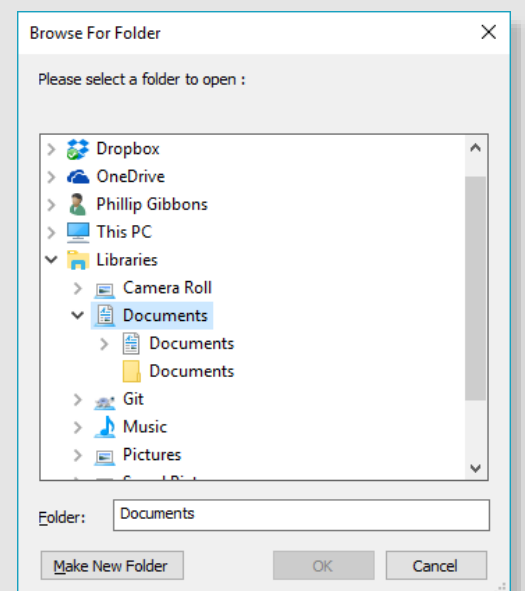 Browse For Folder
Please select a folder to open :
Dropbox
OneDrive
Phillip Gibbons
This PC
Libraries
Camera Roll
Documents
Documents
Documents
Git
Music
Pictures
Folder: Documents
Make New Folder OK Cancel